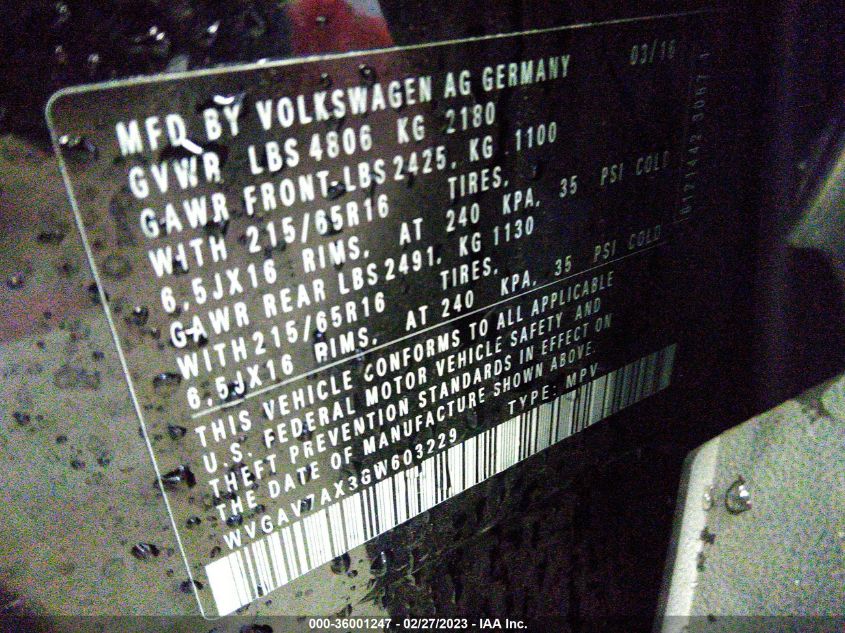 MFD BY VOLKSWAGEN AG GERMANY 03/16
GVWR LBS 4806 KG 2180
GAWR FRONT-LBS 2425, KG 1100
WITH 215/65R16 TIRES,
6,5JX16 RIMS, AT 240 KPA, 35 PSI COLD
GAWR REAR LBS 2491, KG 1130
WITH 215/65R16 TIRES,
6.5JX16 RIMS, AT 240 KPA, 35 PSI COLD
THIS VEHICLE CONFORMS TO ALL APPLICABLE
U.S. FEDERAL MOTOR VEHICLE SAFETY AND
THEFT PREVENTION STANDARDS IN EFFECT ON
THE DATE OF MANUFACTURE SHOWN ABOVE.
WVGAV7AX3GW603229 TYPE: MPV
000-36001247 - 02/27/2023 - IAA Inc.